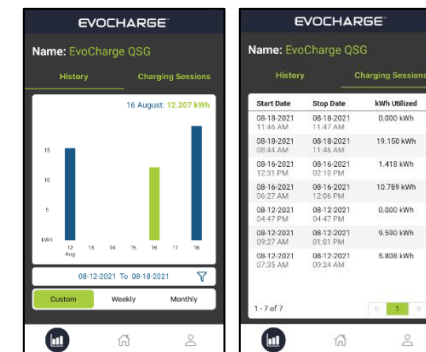 EVOCHARGE
Name: EvoCharge QSG
History Charging Sessions
16 August: 12.207 kWh
15
10
5
kWh
12 13 14 15 16 17 18
Aug
08-12-2021 To 08-18-2021
Custom Weekly Monthly
EVOCHARGE
Name: EvoCharge QSG
History Charging Sessions
Start Date Stop Date kWh Utilized
08-18-2021 08-18-2021 0.000 kWh
11:46 AM 11:47 AM
08-18-2021 08-18-2021 19.150 kWh
08:44 AM 11:46 AM
08-16-2021 08-16-2021 1.418 kWh
12:31 PM 02:10 PM
08-16-2021 08-16-2021 10.789 kWh
06:27 AM 12:06 PM
08-12-2021 08-12-2021 0.000 kWh
04:47 PM 04:47 PM
08-12-2021 08-12-2021 9.590 kWh
09:27 AM 01:01 PM
08-12-2021 08-12-2021 5.808 kWh
07:35 AM 09:24 AM
1 - 7 of 7 1